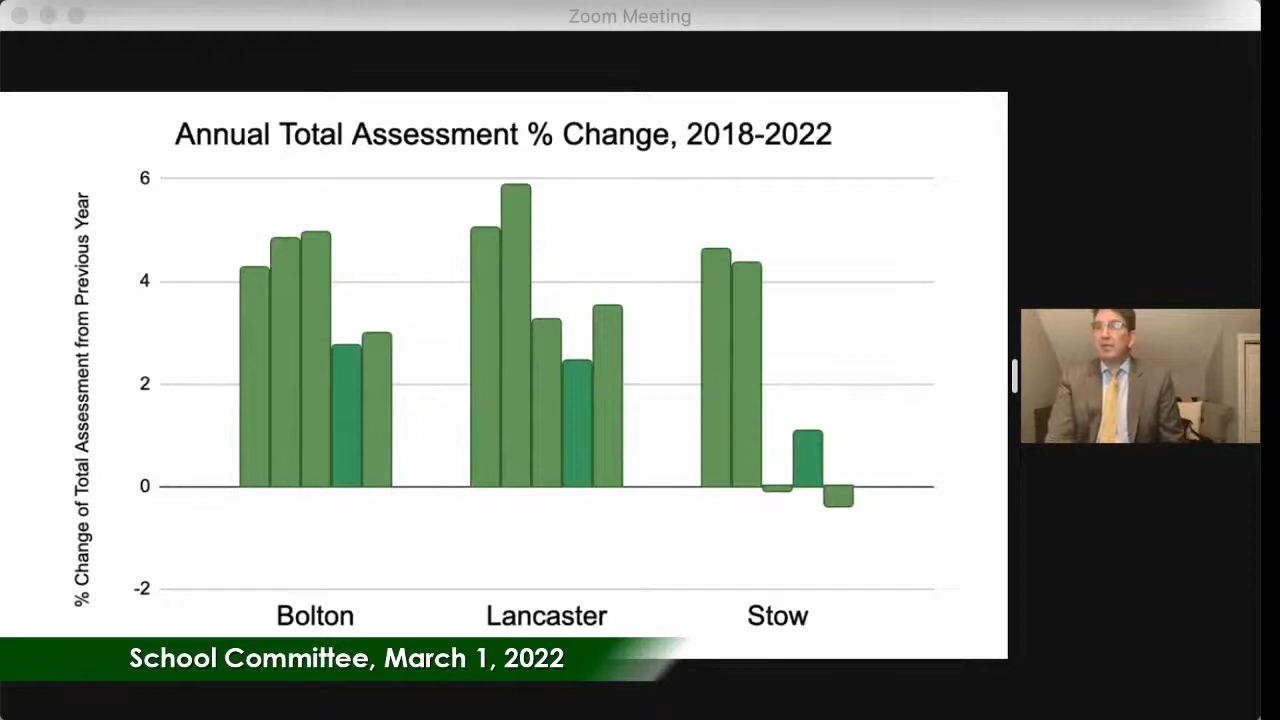 Zoom Meeting
Annual Total Assessment % Change, 2018-2022
% Change of Total Assessment from Previous Year
6
4
2
0
-2
Bolton
Lancaster
Stow
School Committee, March 1, 2022